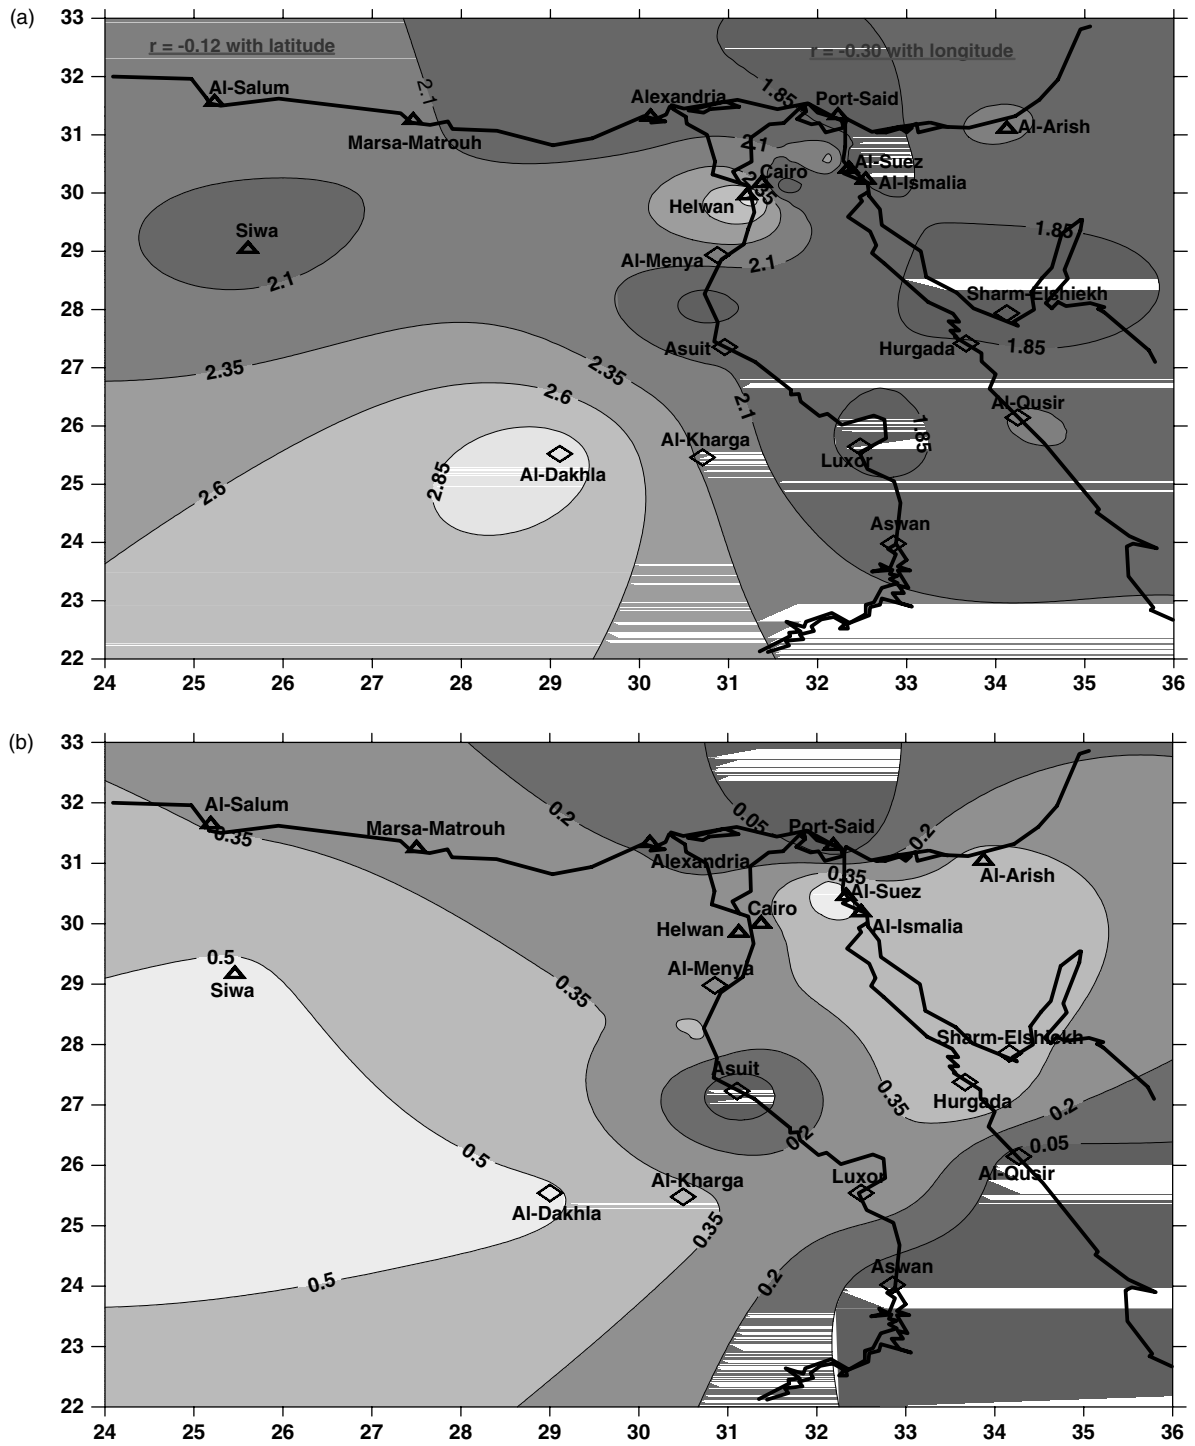 (a)
33
r = -0.12 with latitude
r = -0.30 with longitude
32
Al-Salum
2.1
1.85
Alexandria
Port-Said
31
Marsa-Matrouh
Al-Arish
2.1
Al-Suez
30
Cairo
Al-Ismalia
2.35
Helwan
Siwa
1.85
29
Al-Menya
2.1
2.1
Sharm-Elshiekh
28
Asuit
Hurgada
1.85
27
2.35
2.35
2.6
2.1
Al-Qusir
26
Al-Kharga
1.85
Luxor
Al-Dakhla
2.85
25
2.6
Aswan
24
23
22
24 25 26 27 28 29 30 31 32 33 34 35 36
(b)
33
32
Al-Salum
0.2
0.05
0.35
Marsa-Matrouh
Port-Said
0.2
31
Alexandria
Al-Arish
0.35
Al-Suez
30
Cairo
Helwan
Al-Ismalia
0.5
Al-Menya
29
Siwa
0.35
28
Sharm-Elshiekh
Asuit
27
0.35
Hurgada
0.2
0.2
0.05
26
0.5
Al-Kharga
Luxor
Al-Qusir
Al-Dakhla
25
0.35
Aswan
24
0.5
0.2
23
22
24 25 26 27 28 29 30 31 32 33 34 35 36